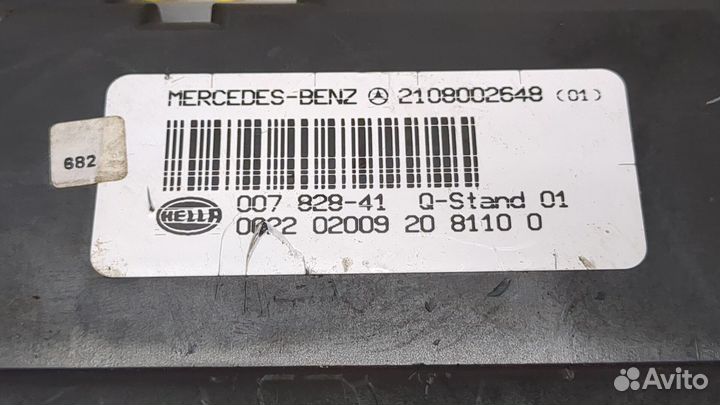 MERCEDES-BENZ 2108002648 (01)
682
HELLA
007 828-41 Q-Stand 01
0022 02009 20 8110 0
Avito